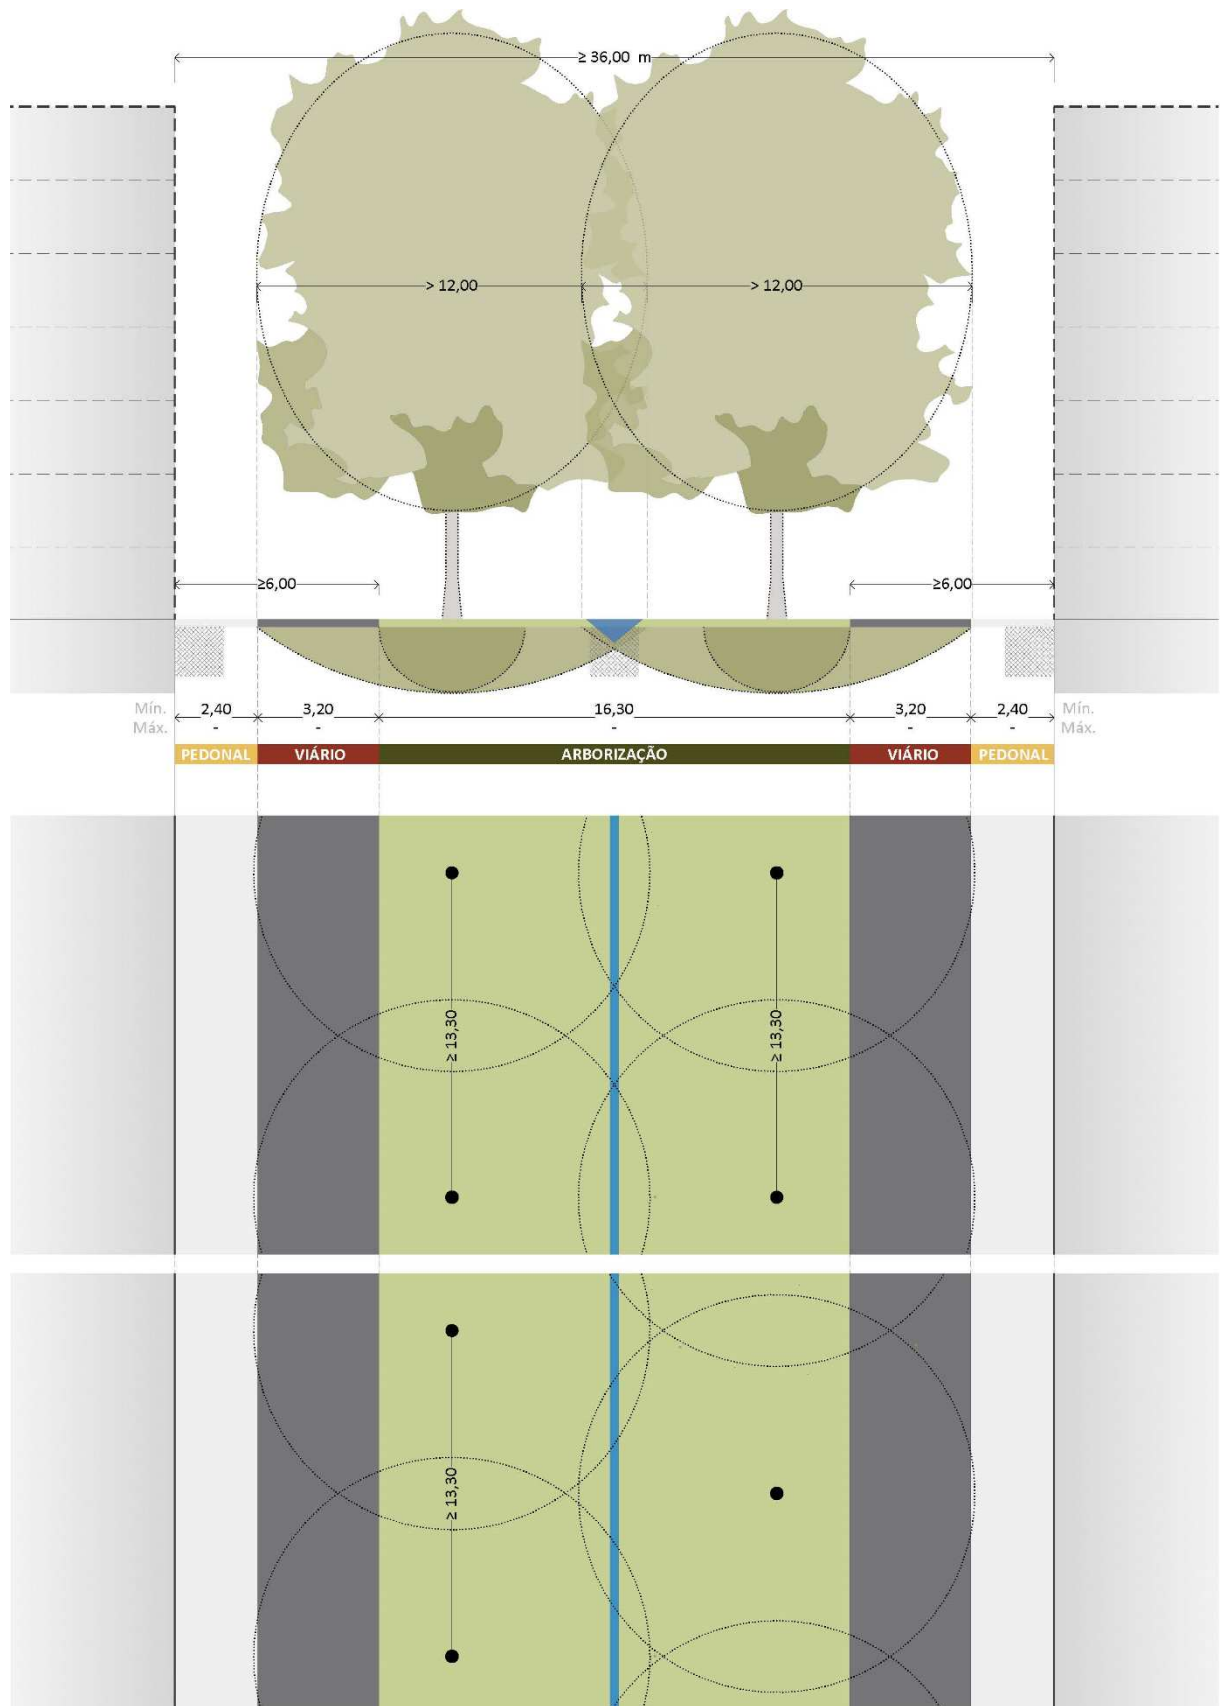 ≥ 36,00 m
> 12,00 > 12,00
≥6,00 ≥6,00
Mín. 2,40 3,20 16,30 3,20 2,40 Mín.
Máx. - - - - - Máx.
PEDONAL VIÁRIO ARBORIZAÇÃO VIÁRIO PEDONAL
≥ 13,30 ≥ 13,30
≥ 13,30